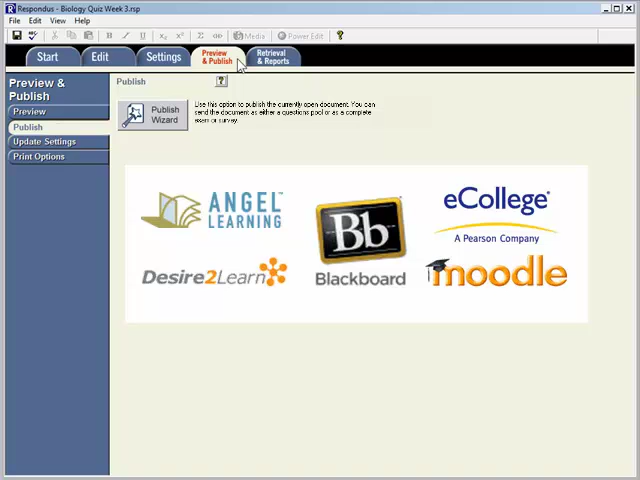 Respondus - Biology Quiz Week 3.rsp
File Edit View Help
Media Power Edit
Start Edit Settings Preview & Publish Retrieval & Reports
Preview & Publish
Preview
Publish
Update Settings
Print Options
Publish
Publish Wizard
Use this option to publish the currently open document. You can
send the document as either a questions pool or as a complete
exam or survey.
ANGEL
LEARNING
Bb
Blackboard
eCollege
A Pearson Company
Desire2Learn
moodle